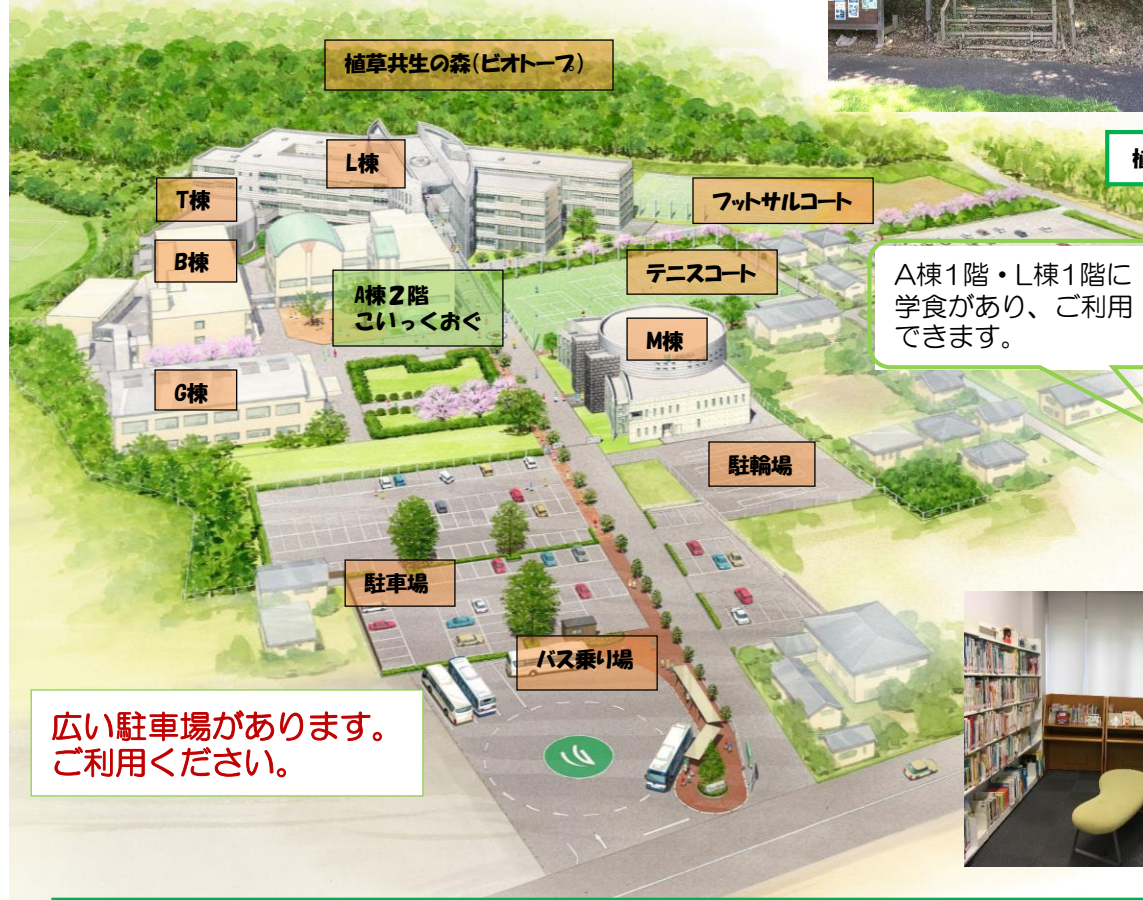 植草共生の森(ビオトープ)
L棟
T棟
フットサルコート
B棟
テニスコート
A棟1階・L棟1階に
学食があり、ご利用
できます。
A棟2階
こいっくおぐ
M棟
G棟
駐輪場
駐車場
バス乗り場
広い駐車場があります。
ご利用ください。